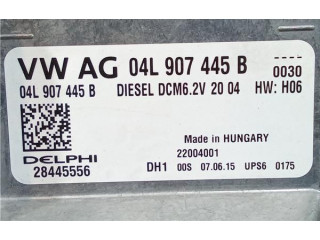 VW AG 04L 907 445 B ----
0030
04L 907 445 B DIESEL DCM6.2V 20 04 HW: H06
Made in HUNGARY
DELPHI 22004001
28445556 DH1 00S 07.06.15 UPS6 0175